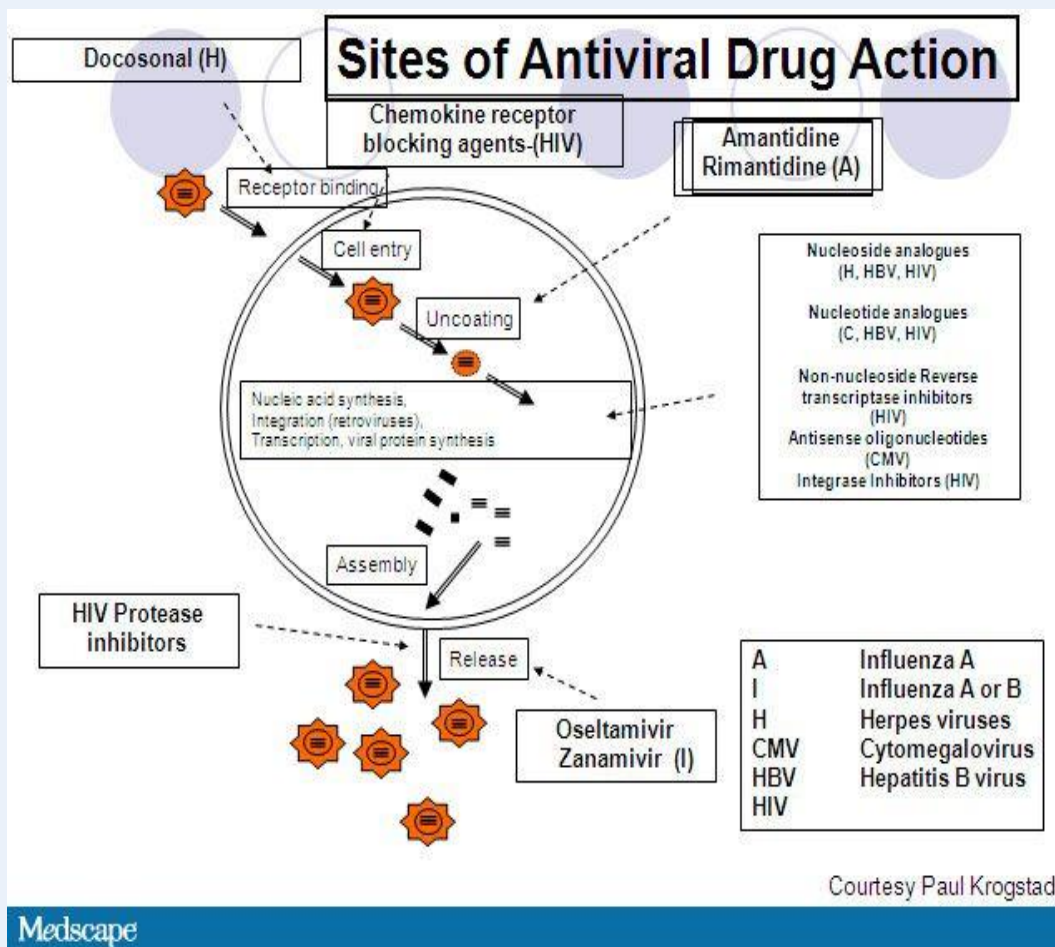 Sites of Antiviral Drug Action
Docosonal (H)
Chemokine receptor
blocking agents-(HIV)
Amantidine
Rimantidine (A)
Receptor binding
Cell entry
Uncoating
Nucleoside analogues
(H, HBV, HIV)
Nucleotide analogues
(C, HBV, HIV)
Non-nucleoside Reverse
transcriptase inhibitors
(HIV)
Antisense oligonucleotides
(CMV)
Integrase Inhibitors (HIV)
Nucleic acid synthesis,
Integration (retroviruses),
Transcription, viral protein synthesis
Assembly
HIV Protease
inhibitors
Release
Oseltamivir
Zanamivir (I)
A Influenza A
I Influenza A or B
H Herpes viruses
CMV Cytomegalovirus
HBV Hepatitis B virus
HIV
Courtesy Paul Krogstad
Medscape